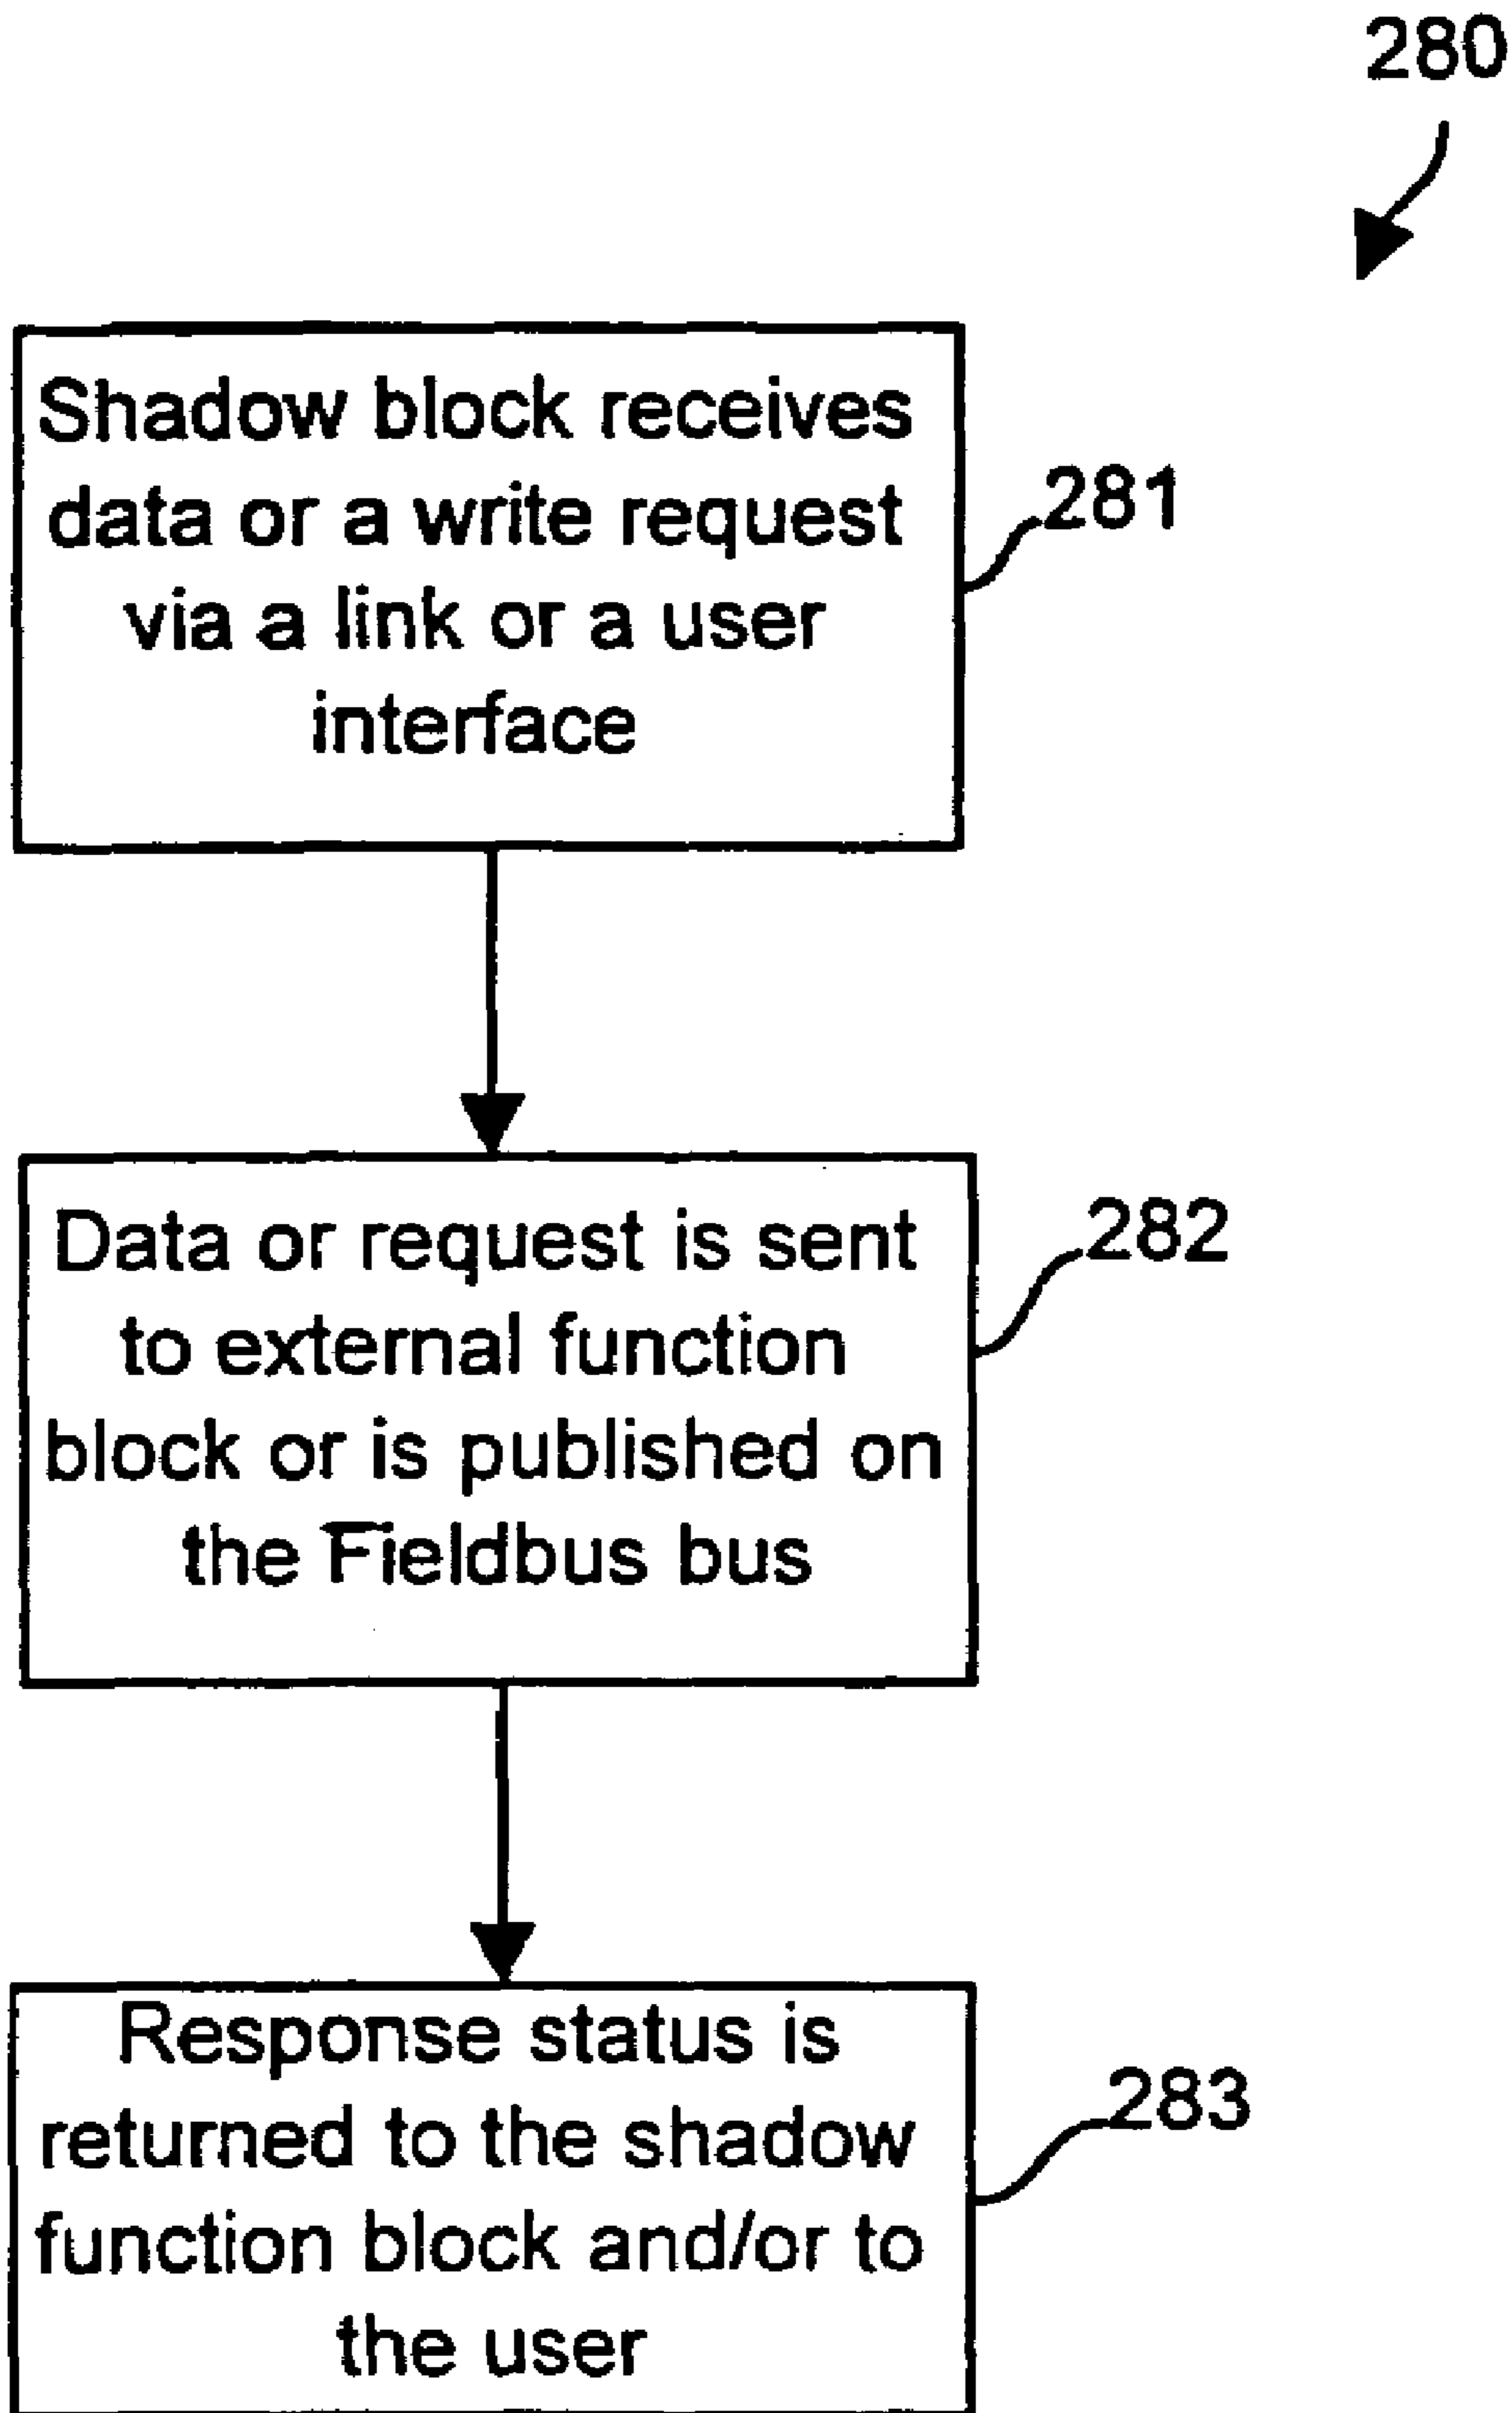 280
Shadow block receives
data or a write request
via a link or a user
interface
281
Data or request is sent
to external function
block or is published on
the Fieldbus bus
282
Response status is
returned to the shadow
function block and/or to
the user
283